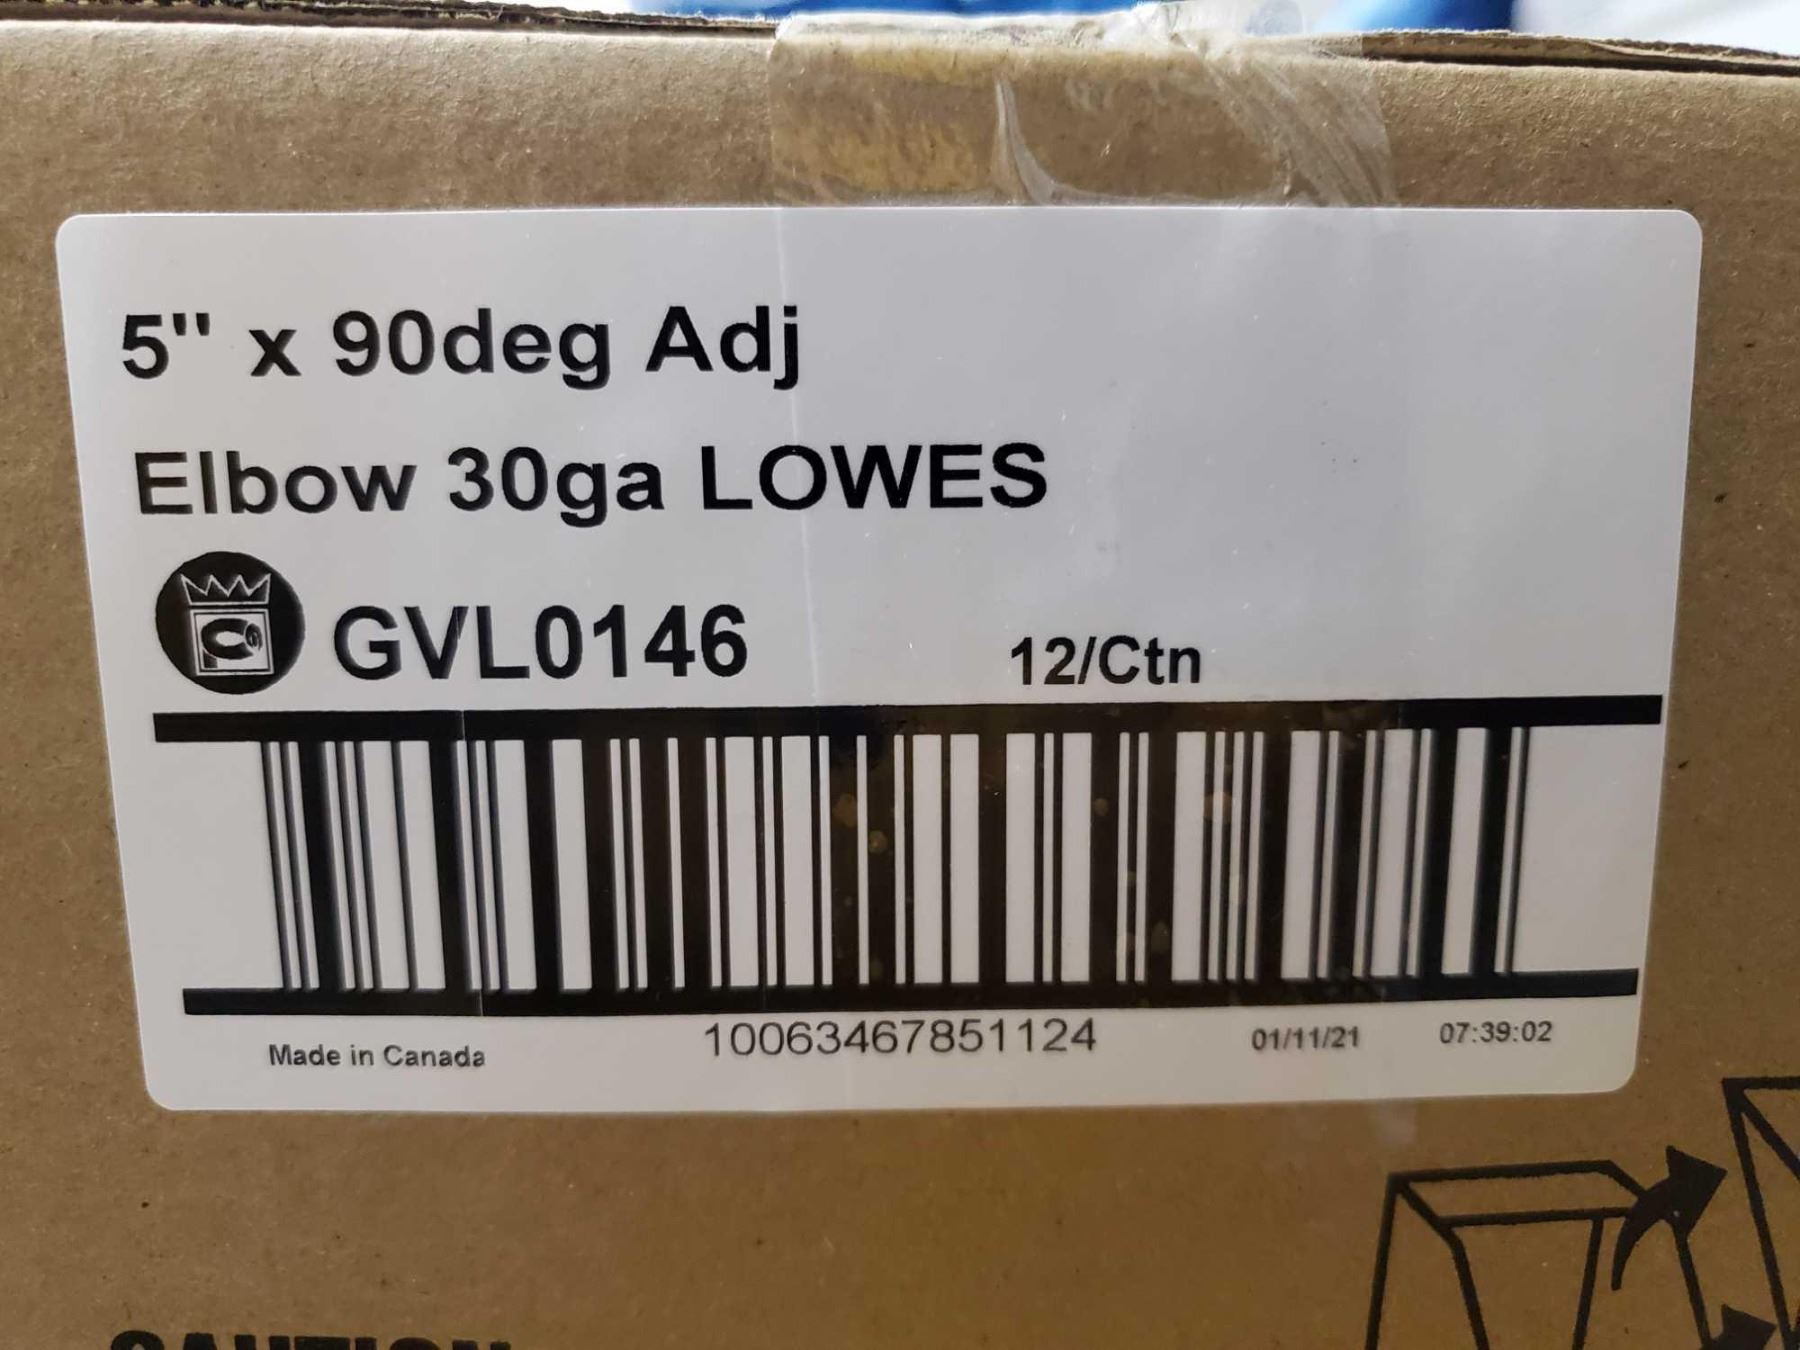 5" x 90deg Adj
Elbow 30ga LOWES
GVL0146 12/Ctn
Made in Canada 10063467851124 01/11/21 07:39:02
CAUTION